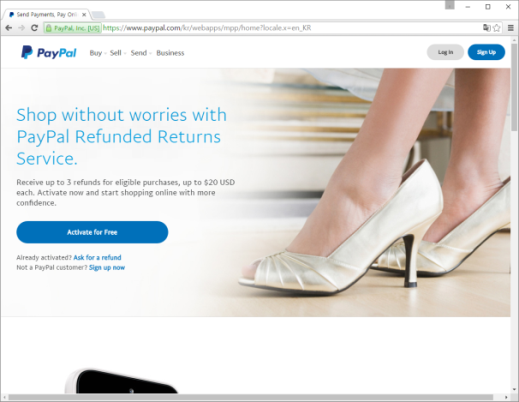 Send Payments, Pay Onli
PayPal, Inc. [US] https://www.paypal.com/kr/webapps/mpp/home?locale.x=en_KR
PayPal Buy Sell Send Business Log In Sign Up
Shop without worries with
PayPal Refunded Returns
Service.
Receive up to 3 refunds for eligible purchases, up to $20 USD
each. Activate now and start shopping online with more
confidence.
Activate for Free
Already activated? Ask for a refund
Not a PayPal customer? Sign up now